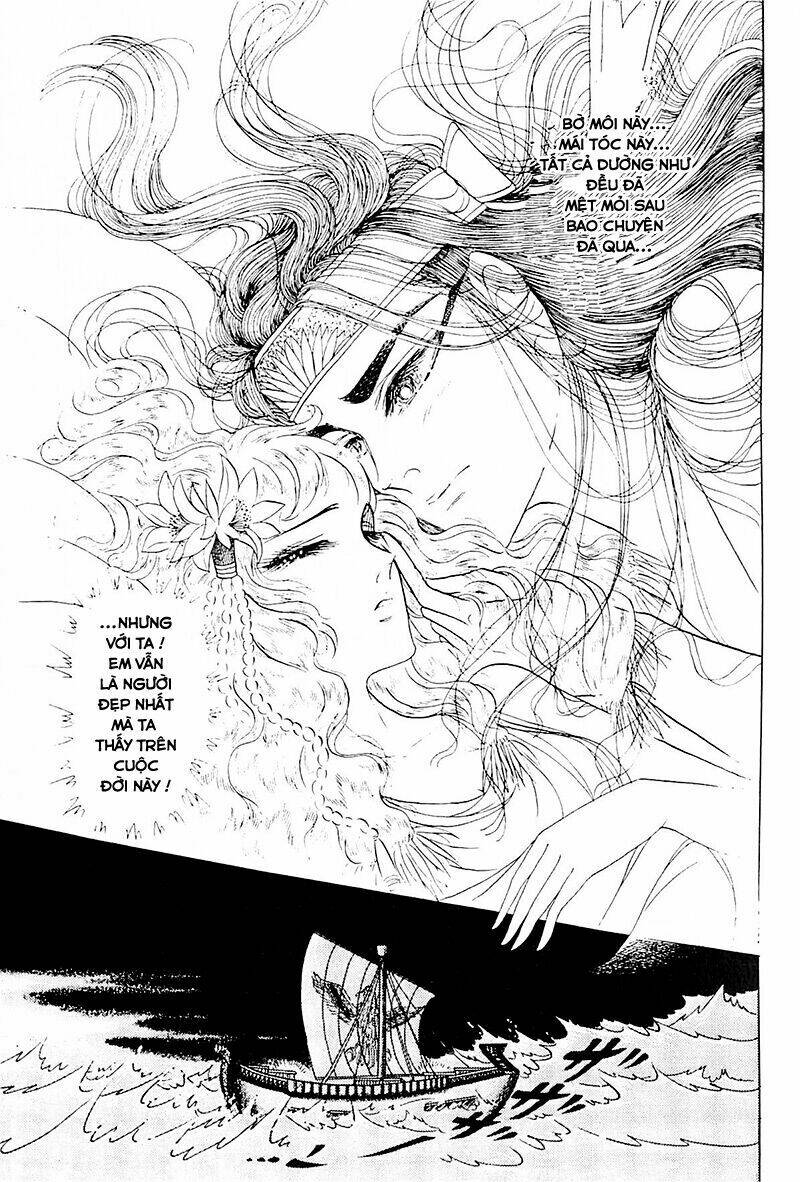 BỜ MÔI NÀY...
MÁI TÓC NÀY...
TẤT CẢ DƯỜNG NHƯ
ĐỀU ĐÃ
MỆT MỎI SAU
BAO CHUYỆN
ĐÃ QUA...
...NHƯNG
VỚI TA !
EM VẪN
LÀ NGƯỜI
ĐẸP NHẤT
MÀ TA
THẤY TRÊN
CUỘC
ĐỜI NÀY !
ザザザ...